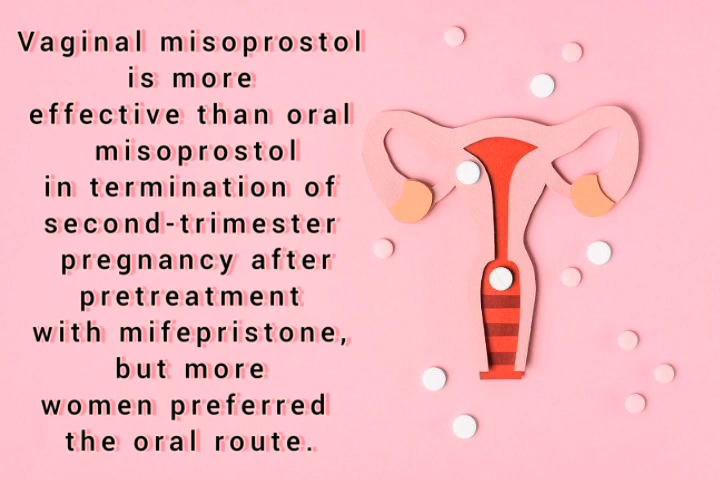 Vaginal misoprostol
is more
effective than oral
misoprostol
in termination of
second-trimester
pregnancy after
pretreatment
with mifepristone,
but more
women preferred
the oral route.